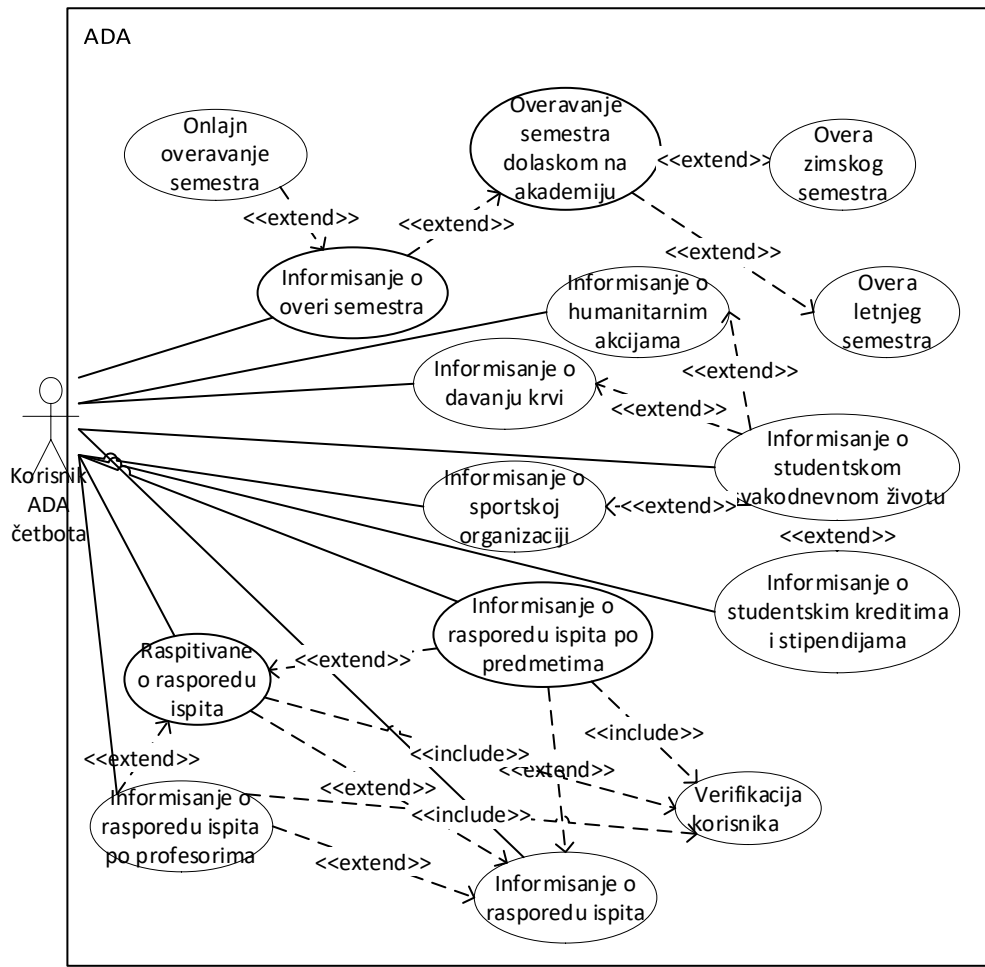 ADA
Onlajn
overavanje
semestra
Overavanje
semestra
dolaskom na
akademiju
<<extend>>
Overa
zimskog
semestra
<<extend>>
<<extend>>
<<extend>>
Informisanje o
overi semestra
Informisanje o
humanitarnim
akcijama
Overa
letnjeg
semestra
Informisanje o
davanju krvi
<<extend>>
<<extend>>
Korisnik
ADA
četbota
Informisanje o
studentskom
vakodnevnom životu
Informisanje o
sportskoj
organizaciji
<<extend>>
<<extend>>
Informisanje o
studentskim kreditima
i stipendijama
Informisanje o
rasporedu ispita po
predmetima
Raspitivane
o rasporedu
ispita
<<extend>>
<<include>>
<<include>>
<<extend>>
<<extend>>
<<extend>>
<<include>>
Informisanje o
rasporedu ispita
po profesorima
Verifikacija
korisnika
<<extend>>
Informisanje o
rasporedu ispita